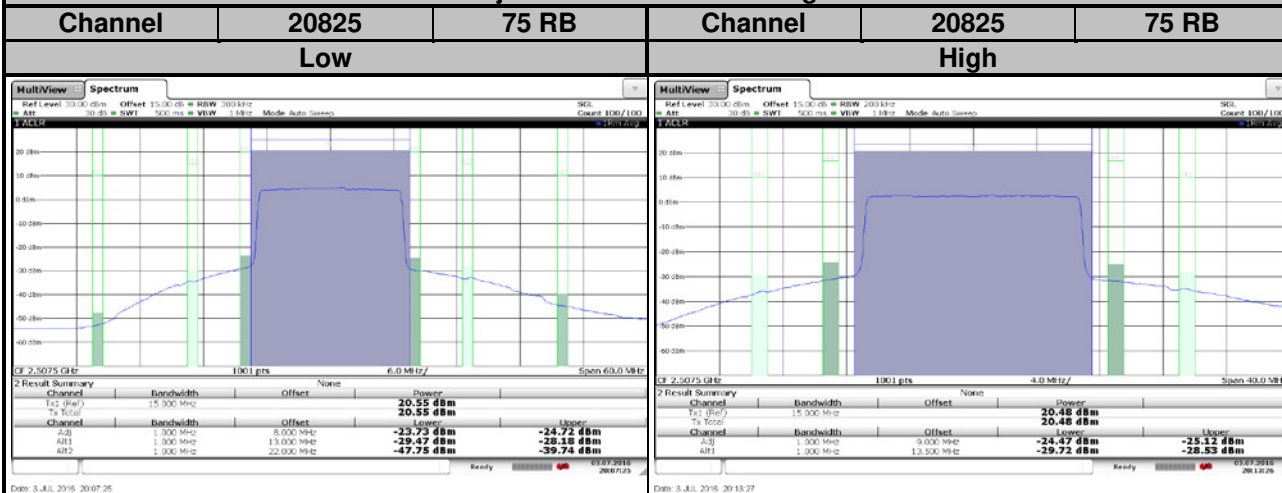 Channel 20825 75 RB Channel 20825 75 RB
Low High
MultiView Spectrum
Ref Level 30.00 dBm Offset 15.00 dB RBW 300 kHz SGL
Att 30 dB SWT 500 ms VBW 1 MHz Mode Auto Sweep Count 100/100
1 ACLR 1Rm Avg
20 dBm
10 dBm
0 dBm
-10 dBm
-20 dBm
-30 dBm
-40 dBm
-50 dBm
-60 dBm
CF 2.5075 GHz 1001 pts 6.0 MHz/ Span 60.0 MHz
2 Result Summary None
Channel Bandwidth Offset Power
Tx1 (Ref) 15.000 MHz 20.55 dBm
Tx Total 20.55 dBm
Channel Bandwidth Offset Lower Upper
Adj 1.000 MHz 8.000 MHz -23.73 dBm -24.72 dBm
Alt1 1.000 MHz 13.000 MHz -29.47 dBm -28.18 dBm
Alt2 1.000 MHz 22.000 MHz -47.75 dBm -39.74 dBm
Ready 03.07.2016
20:07:25
Date: 3 JUL 2016 20:07:25
MultiView Spectrum
Ref Level 30.00 dBm Offset 15.00 dB RBW 200 kHz SGL
Att 30 dB SWT 500 ms VBW 1 MHz Mode Auto Sweep Count 100/100
1 ACLR 1Rm Avg
20 dBm
10 dBm
0 dBm
-10 dBm
-20 dBm
-30 dBm
-40 dBm
-50 dBm
-60 dBm
CF 2.5075 GHz 1001 pts 4.0 MHz/ Span 40.0 MHz
2 Result Summary None
Channel Bandwidth Offset Power
Tx1 (Ref) 15.000 MHz 20.48 dBm
Tx Total 20.48 dBm
Channel Bandwidth Offset Lower Upper
Adj 1.000 MHz 9.000 MHz -24.47 dBm -25.12 dBm
Alt1 1.000 MHz 13.500 MHz -29.72 dBm -28.53 dBm
Ready 03.07.2016
20:13:26
Date: 3 JUL 2016 20:13:27